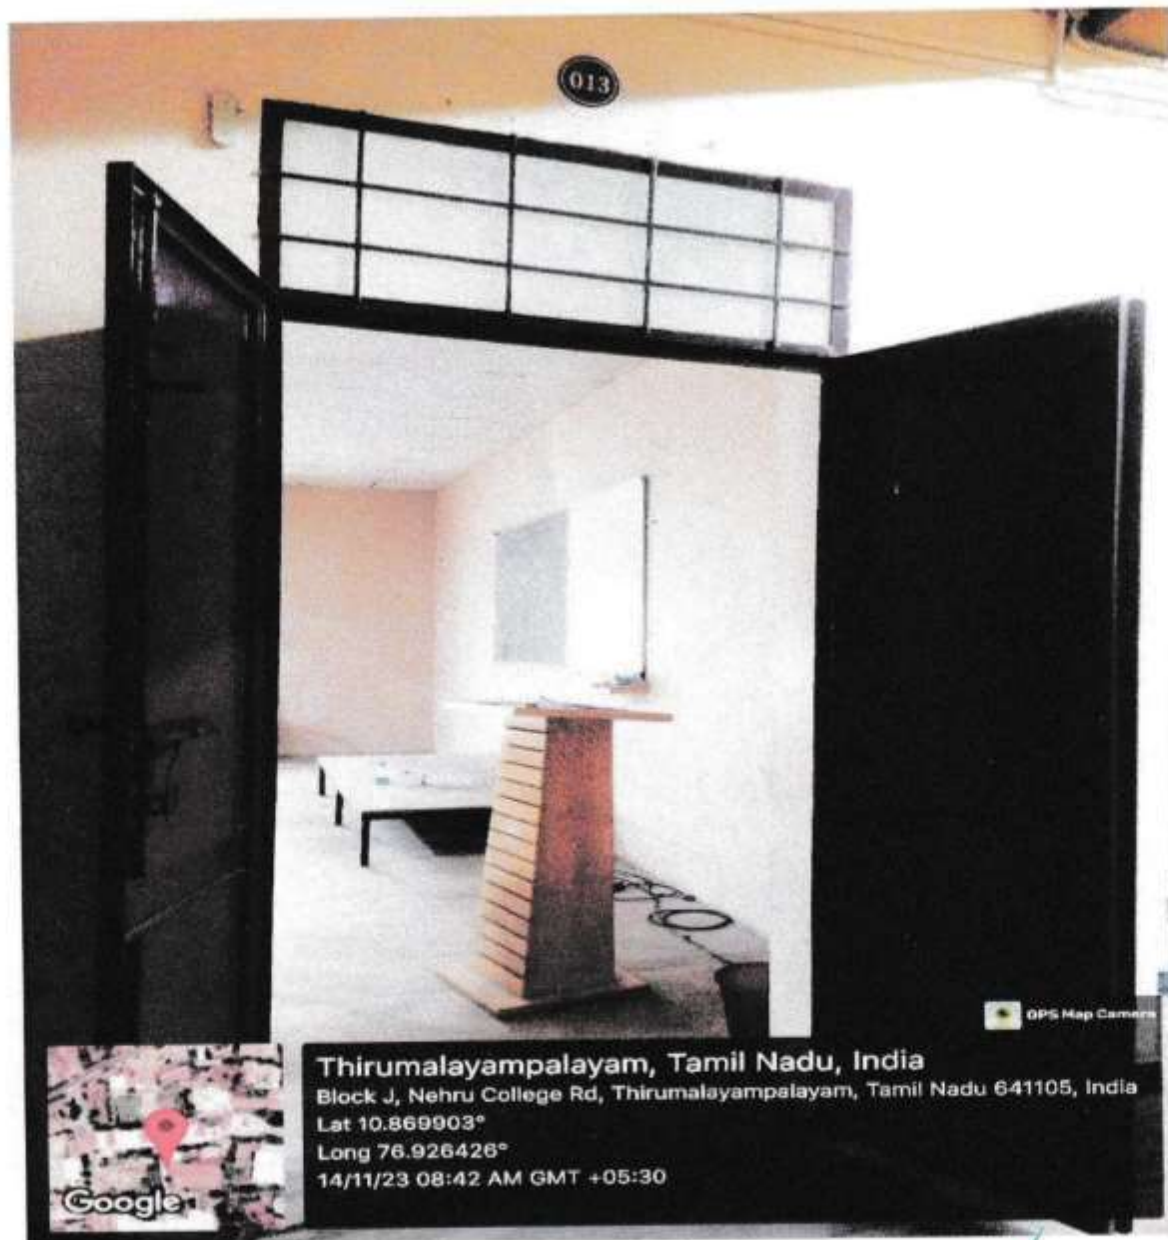 013
GPS Map Camera
Thirumalayampalayam, Tamil Nadu, India
Block J, Nehru College Rd, Thirumalayampalayam, Tamil Nadu 641105, India
Lat 10.869903°
Long 76.926426°
14/11/23 08:42 AM GMT +05:30
Google